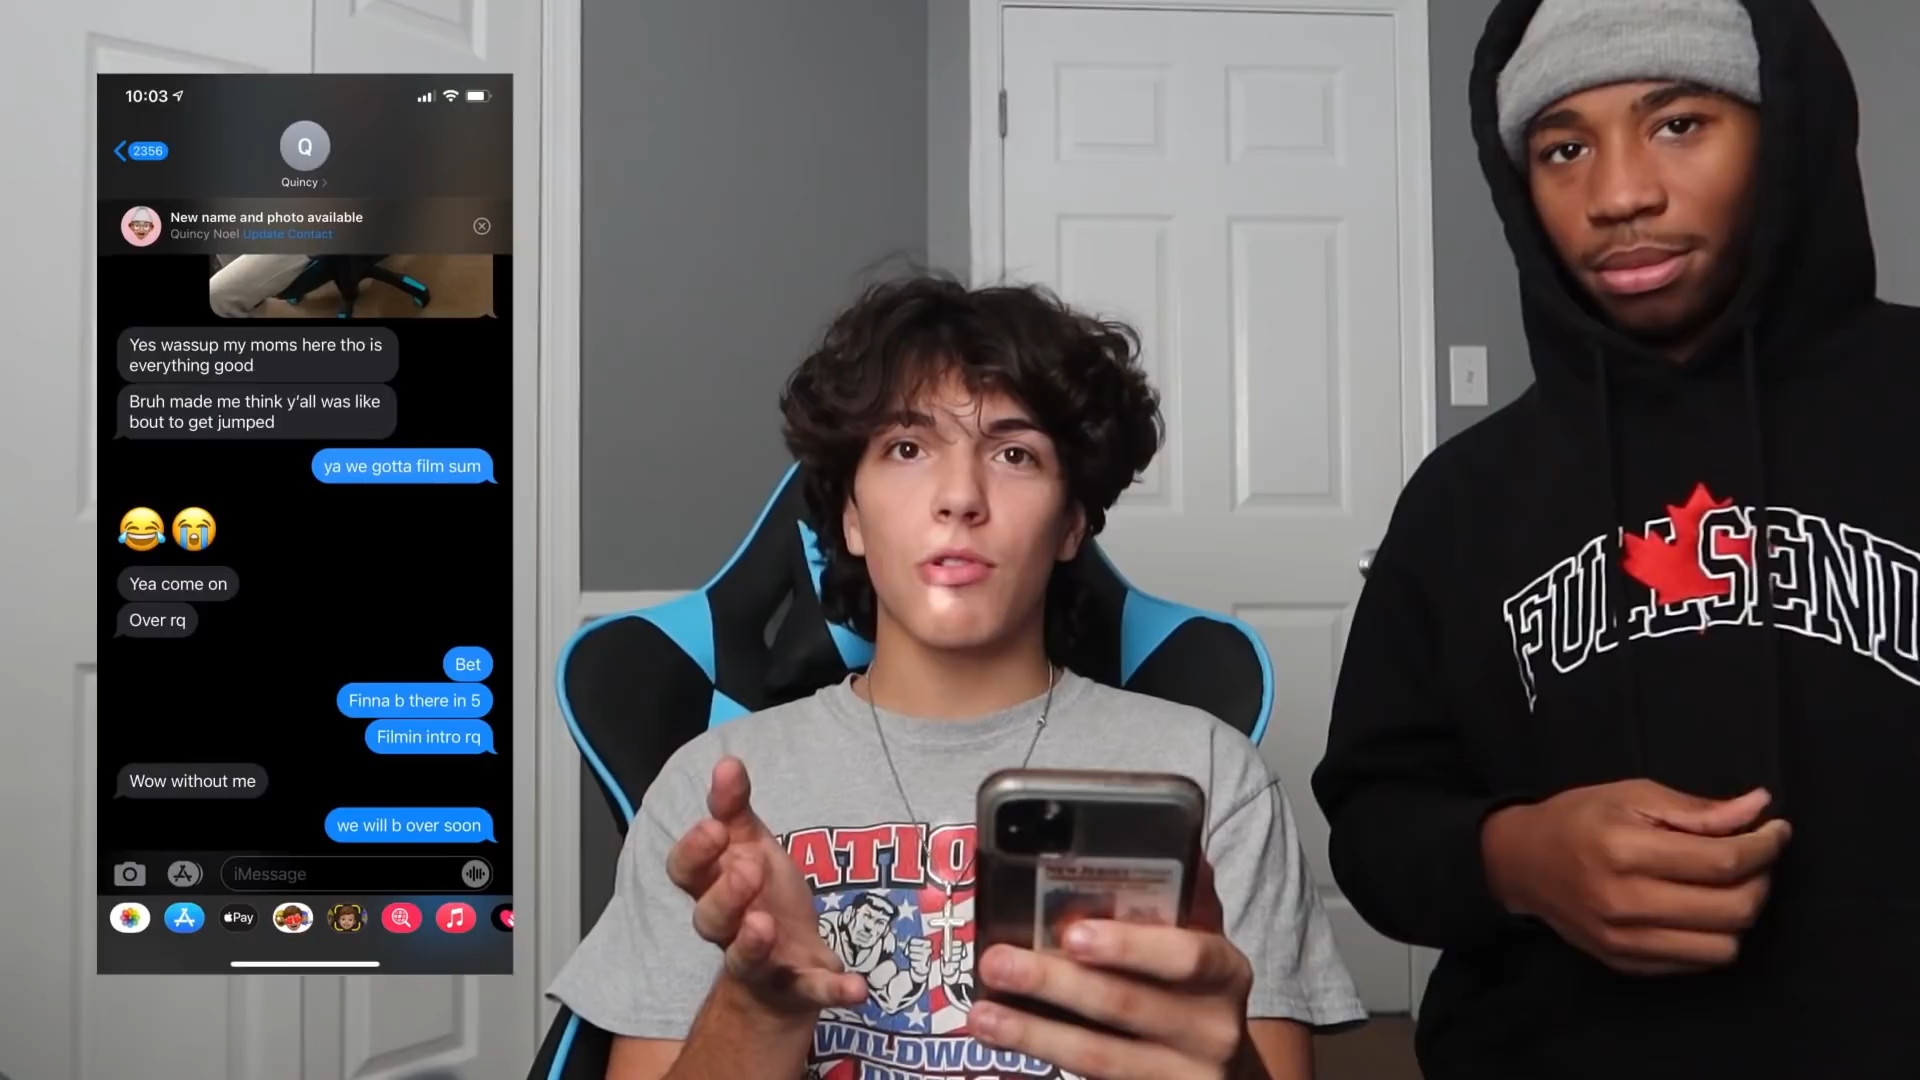 10:03
2356
Q
Quincy
New name and photo available
Quincy Noel Update Contact
Yes wassup my moms here tho is
everything good
Bruh made me think y'all was like
bout to get jumped
ya we gotta film sum
😂😭
Yea come on
Over rq
Bet
Finna b there in 5
Filmin intro rq
Wow without me
we will b over soon
iMessage
Pay
NATIO
WILDWOOD
NEW JERSEY
FULLSEND